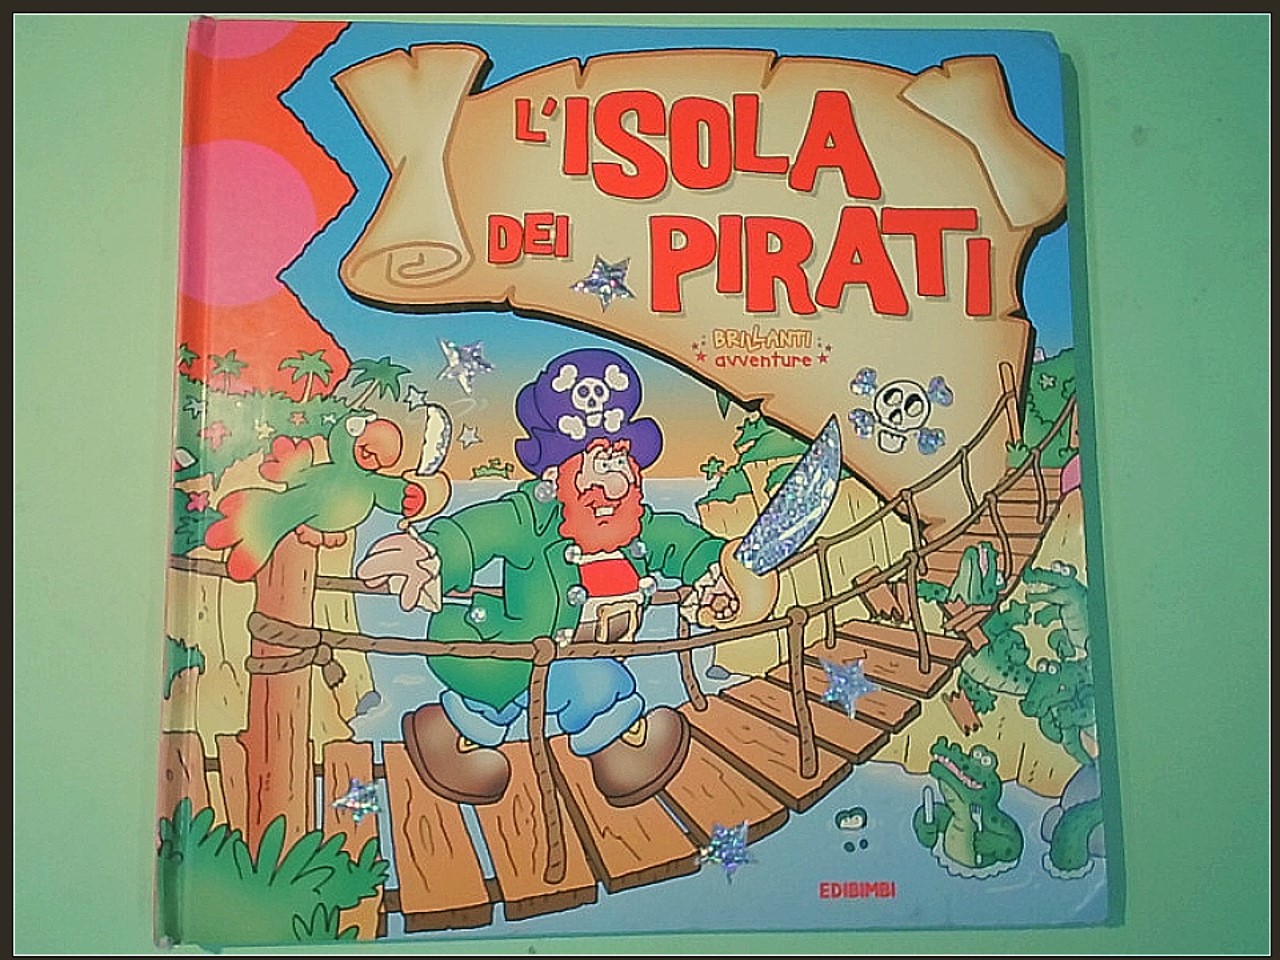 L'ISOLA
DEI PIRATI
BRILLANTI
avventure
EDIBIMBI